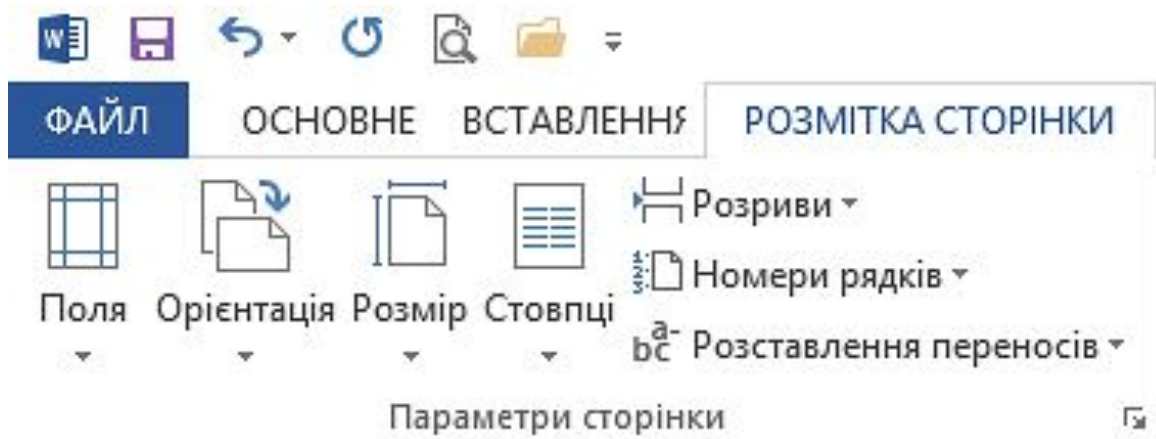 ФАЙЛ ОСНОВНЕ ВСТАВЛЕННЯ РОЗМІТКА СТОРІНКИ
Поля Орієнтація Розмір Стовпці
Розриви
Номери рядків
Розставлення переносів
Параметри сторінки